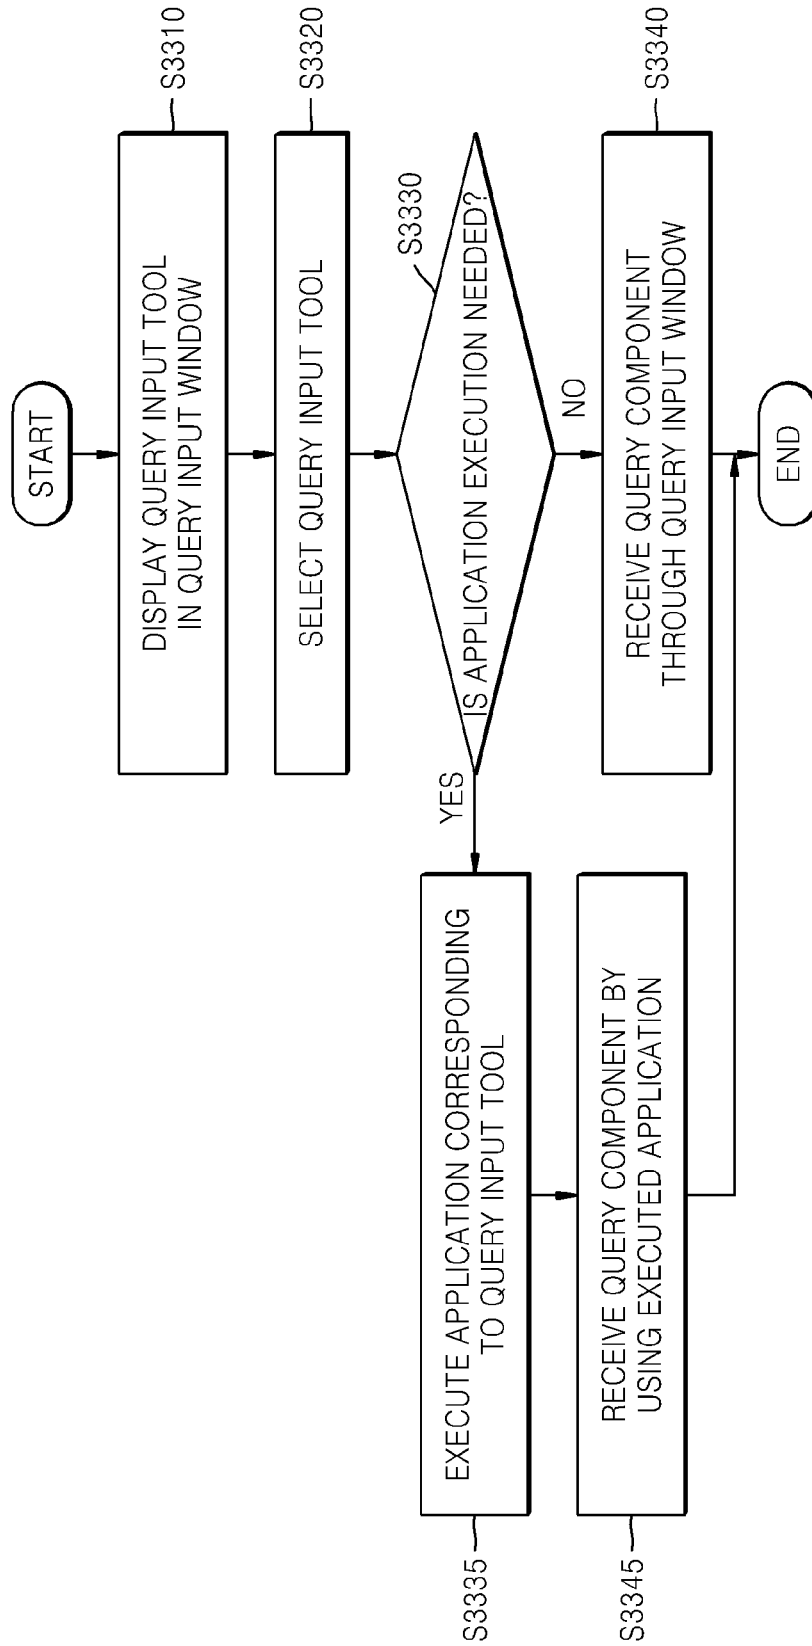 START
DISPLAY QUERY INPUT TOOL
IN QUERY INPUT WINDOW
S3310
SELECT QUERY INPUT TOOL
S3320
IS APPLICATION EXECUTION NEEDED?
S3330
YES
NO
EXECUTE APPLICATION CORRESPONDING
TO QUERY INPUT TOOL
S3335
RECEIVE QUERY COMPONENT
THROUGH QUERY INPUT WINDOW
S3340
RECEIVE QUERY COMPONENT BY
USING EXECUTED APPLICATION
S3345
END